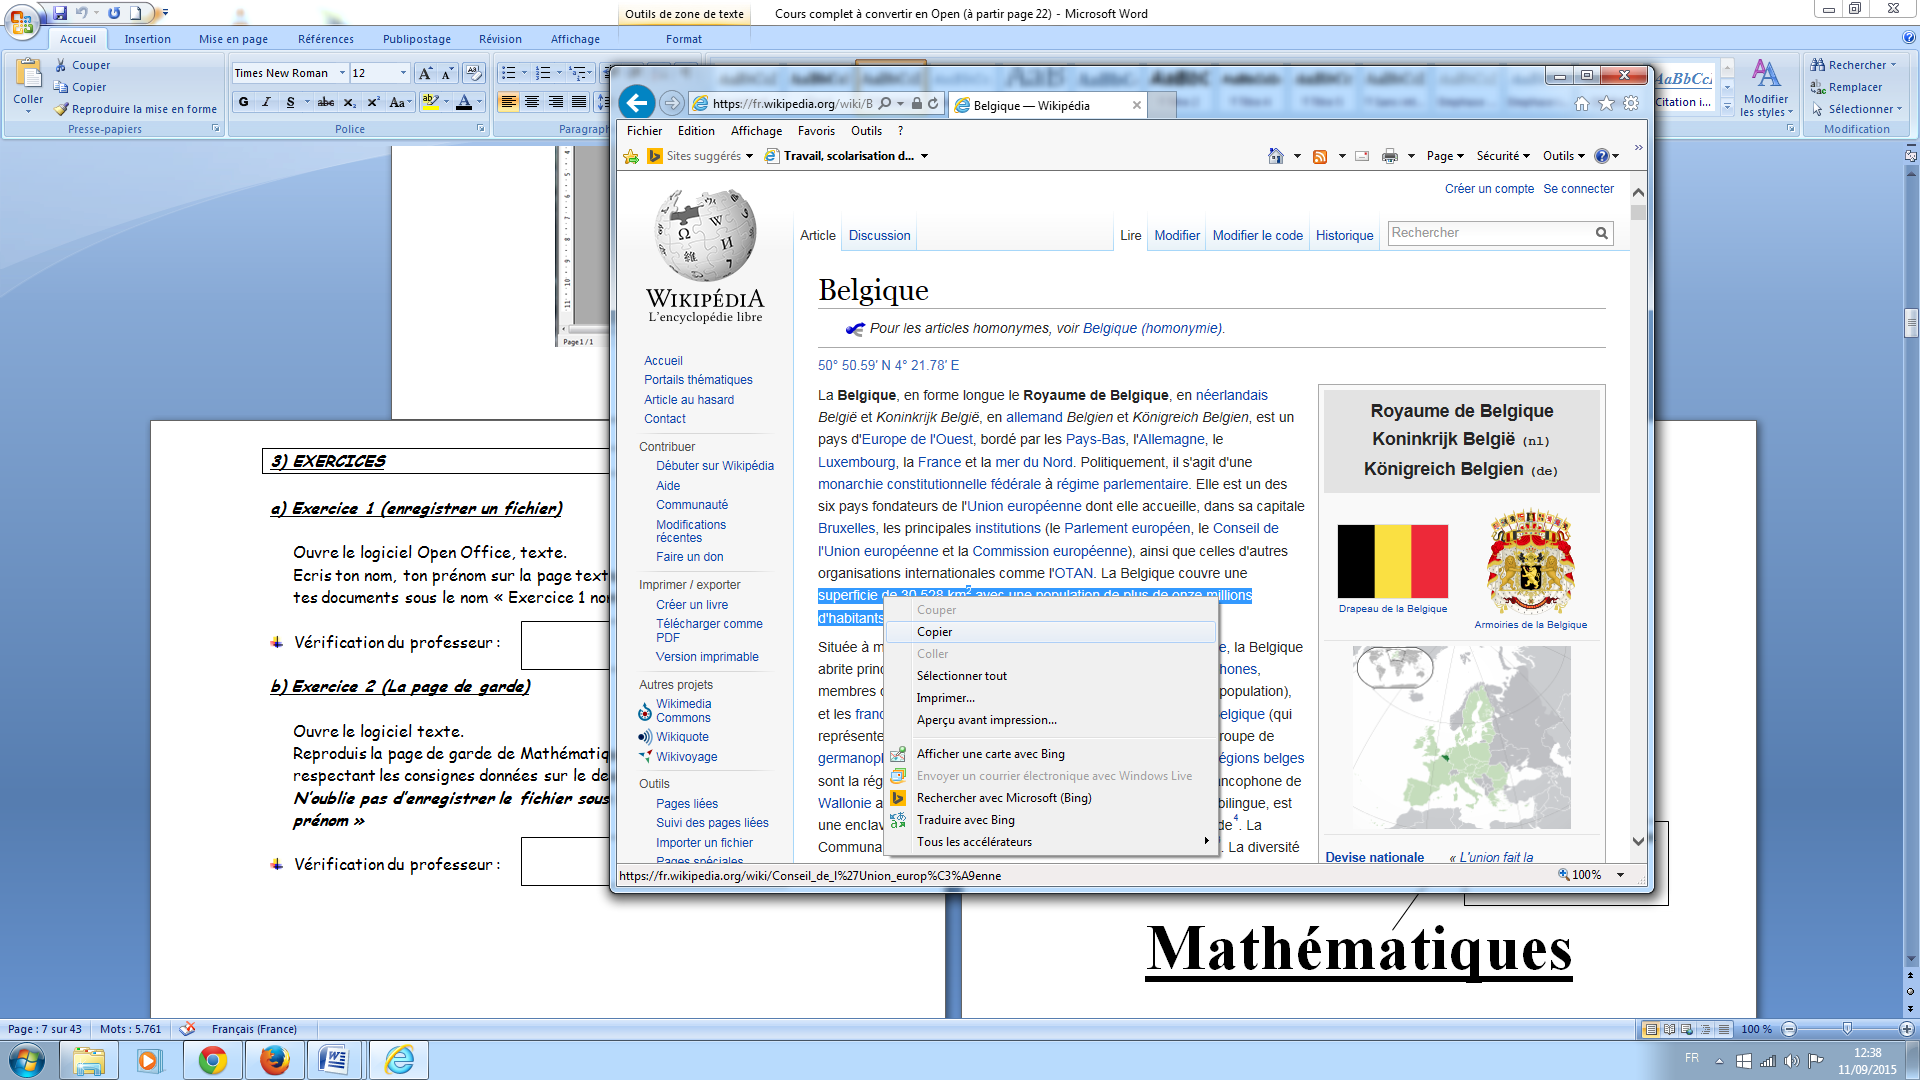 Outils de zone de texte
Cours complet à convertir en Open (à partir page 22) - Microsoft Word
Accueil Insertion Mise en page Références Publipostage Révision Affichage Format
Coller
Couper
Copier
Reproduire la mise en forme
Presse-papiers
Times New Roman 12
G I S abc X₂ X² Aa
Police
Paragraph
AaBbCcI
Citation i...
Modifier
les styles
Rechercher
Remplacer
Sélectionner
Modification
Page 1 / 1
3) EXERCICES
a) Exercice 1 (enregistrer un fichier)
Ouvre le logiciel Open Office, texte.
Ecris ton nom, ton prénom sur la page text
tes documents sous le nom « Exercice 1 nom
Vérification du professeur :
b) Exercice 2 (La page de garde)
Ouvre le logiciel texte.
Reproduis la page de garde de Mathématiq
respectant les consignes données sur le de
N'oublie pas d'enregistrer le fichier sous
prénom »
Vérification du professeur :
https://fr.wikipedia.org/wiki/B
Belgique — Wikipédia
Fichier Edition Affichage Favoris Outils ?
Sites suggérés
Travail, scolarisation d...
Page Sécurité Outils
WIKIPÉDIA
L'encyclopédie libre
Accueil
Portails thématiques
Article au hasard
Contact
Contribuer
Débuter sur Wikipédia
Aide
Communauté
Modifications
récentes
Faire un don
Imprimer / exporter
Créer un livre
Télécharger comme
PDF
Version imprimable
Autres projets
Wikimedia
Commons
Wikiquote
Wikivoyage
Outils
Pages liées
Suivi des pages liées
Importer un fichier
Pages spéciales
Créer un compte Se connecter
Article Discussion Lire Modifier Modifier le code Historique Rechercher
Belgique
Pour les articles homonymes, voir Belgique (homonymie).
50° 50.59′ N 4° 21.78′ E
La Belgique, en forme longue le Royaume de Belgique, en néerlandais
België et Koninkrijk België, en allemand Belgien et Königreich Belgien, est un
pays d'Europe de l'Ouest, bordé par les Pays-Bas, l'Allemagne, le
Luxembourg, la France et la mer du Nord. Politiquement, il s'agit d'une
monarchie constitutionnelle fédérale à régime parlementaire. Elle est un des
six pays fondateurs de l'Union européenne dont elle accueille, dans sa capitale
Bruxelles, les principales institutions (le Parlement européen, le Conseil de
l'Union européenne et la Commission européenne), ainsi que celles d'autres
organisations internationales comme l'OTAN. La Belgique couvre une
superficie de 30 528 km² avec une population de plus de onze millions
d'habitants
Située à m e, la Belgique
abrite princ phones,
membres d population),
et les franc elgique (qui
représente roupe de
germanoph égions belges
sont la rég ncophone de
Wallonie a bilingue, est
une enclav de 4. La
Communa . La diversité
Couper
Copier
Coller
Sélectionner tout
Imprimer...
Aperçu avant impression...
Afficher une carte avec Bing
Envoyer un courrier électronique avec Windows Live
Rechercher avec Microsoft (Bing)
Traduire avec Bing
Tous les accélérateurs
Royaume de Belgique
Koninkrijk België (nl)
Königreich Belgien (de)
Drapeau de la Belgique
Armoiries de la Belgique
Devise nationale « L'union fait la
https://fr.wikipedia.org/wiki/Conseil_de_l%27Union_europ%C3%A9enne
100%
Mathématiques
Page : 7 sur 43 Mots : 5.761 Français (France)
100 %
FR
12:38
11/09/2015